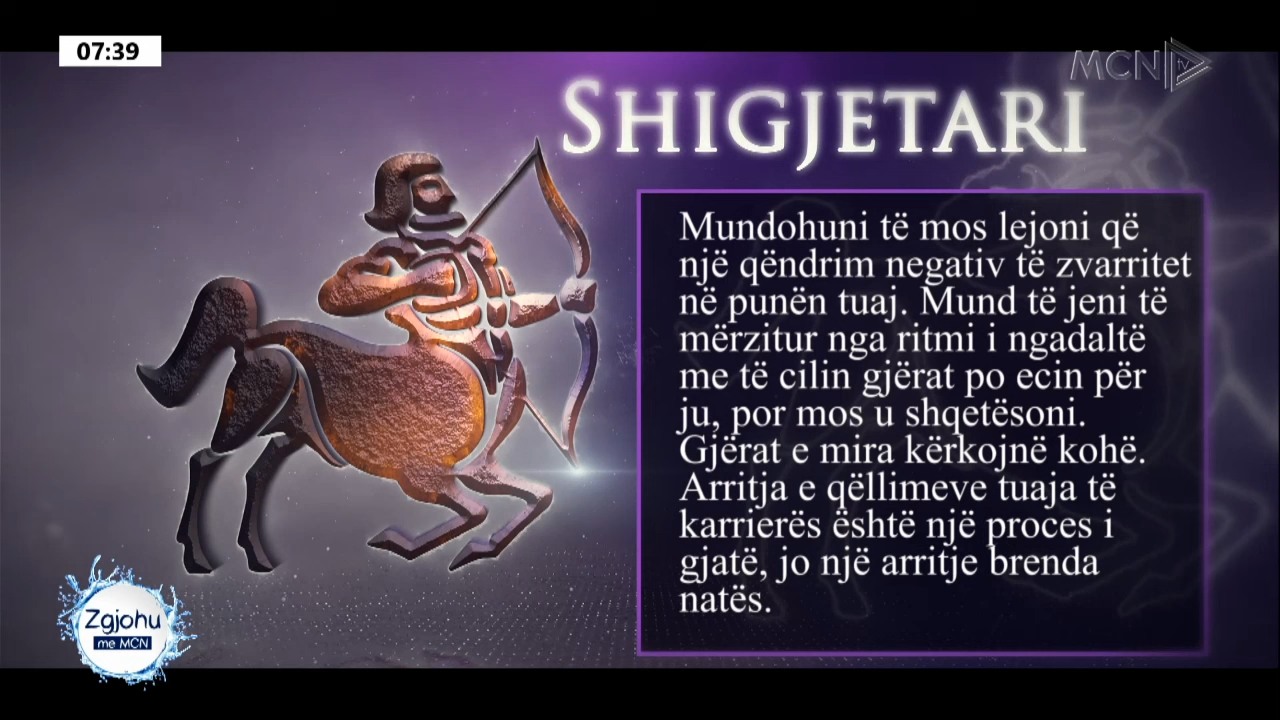 07:39
MCN TV
SHIGJETARI
Mundohuni të mos lejoni që
një qëndrim negativ të zvarritet
në punën tuaj. Mund të jeni të
mërzitur nga ritmi i ngadaltë
me të cilin gjërat po ecin për
ju, por mos u shqetësoni.
Gjërat e mira kërkojnë kohë.
Arritja e qëllimeve tuaja të
karrierës është një proces i
gjatë, jo një arritje brenda
natës.
Zgjohu
me MCN